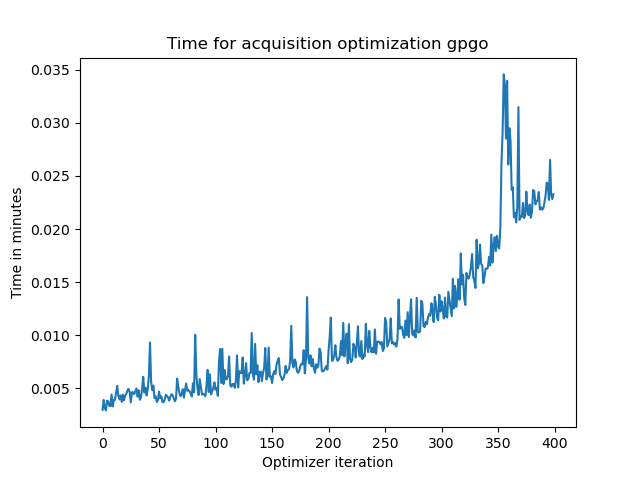 Time for acquisition optimization gpgo
0.035
0.030
0.025
0.020
0.015
0.010
0.005
Time in minutes
0 50 100 150 200 250 300 350 400
Optimizer iteration